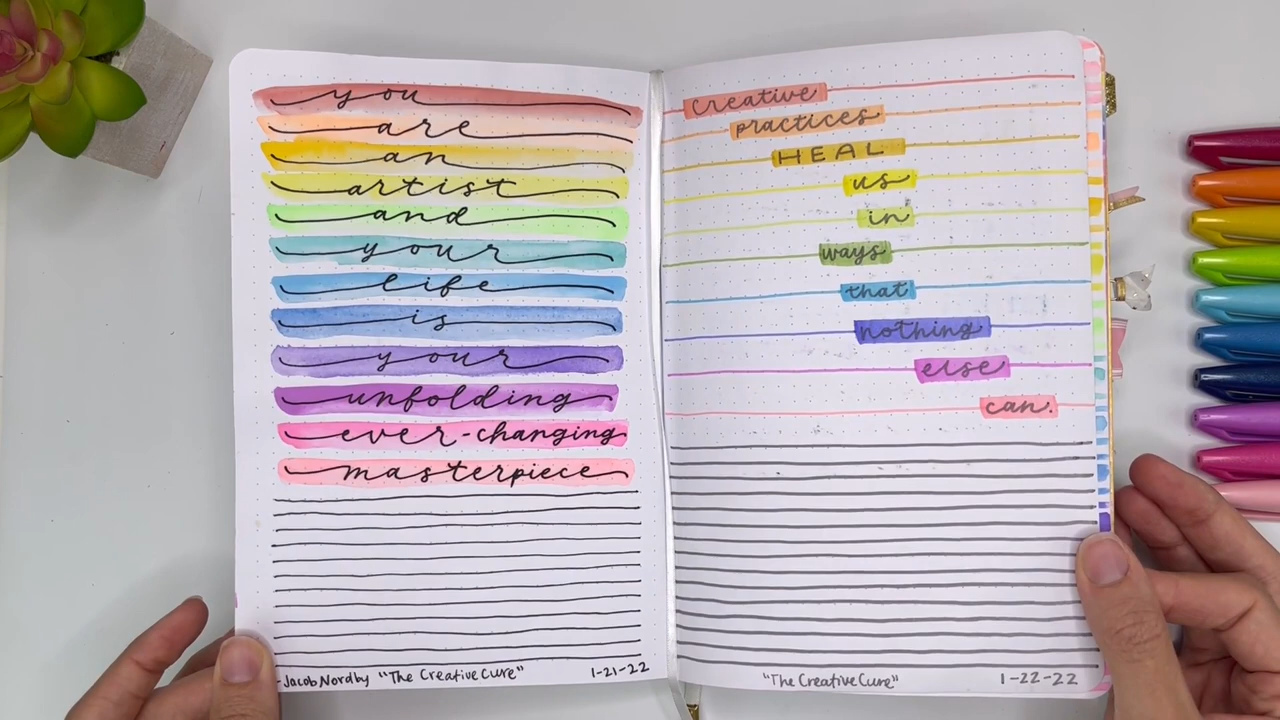 you
are
an
artist
and
your
life
is
your
unfolding
ever-changing
masterpiece
-Jacob Nordby "The Creative Cure" 1-21-22
creative
practices
HEAL
us
in
ways
that
nothing
else
can.
"The Creative Cure" 1-22-22